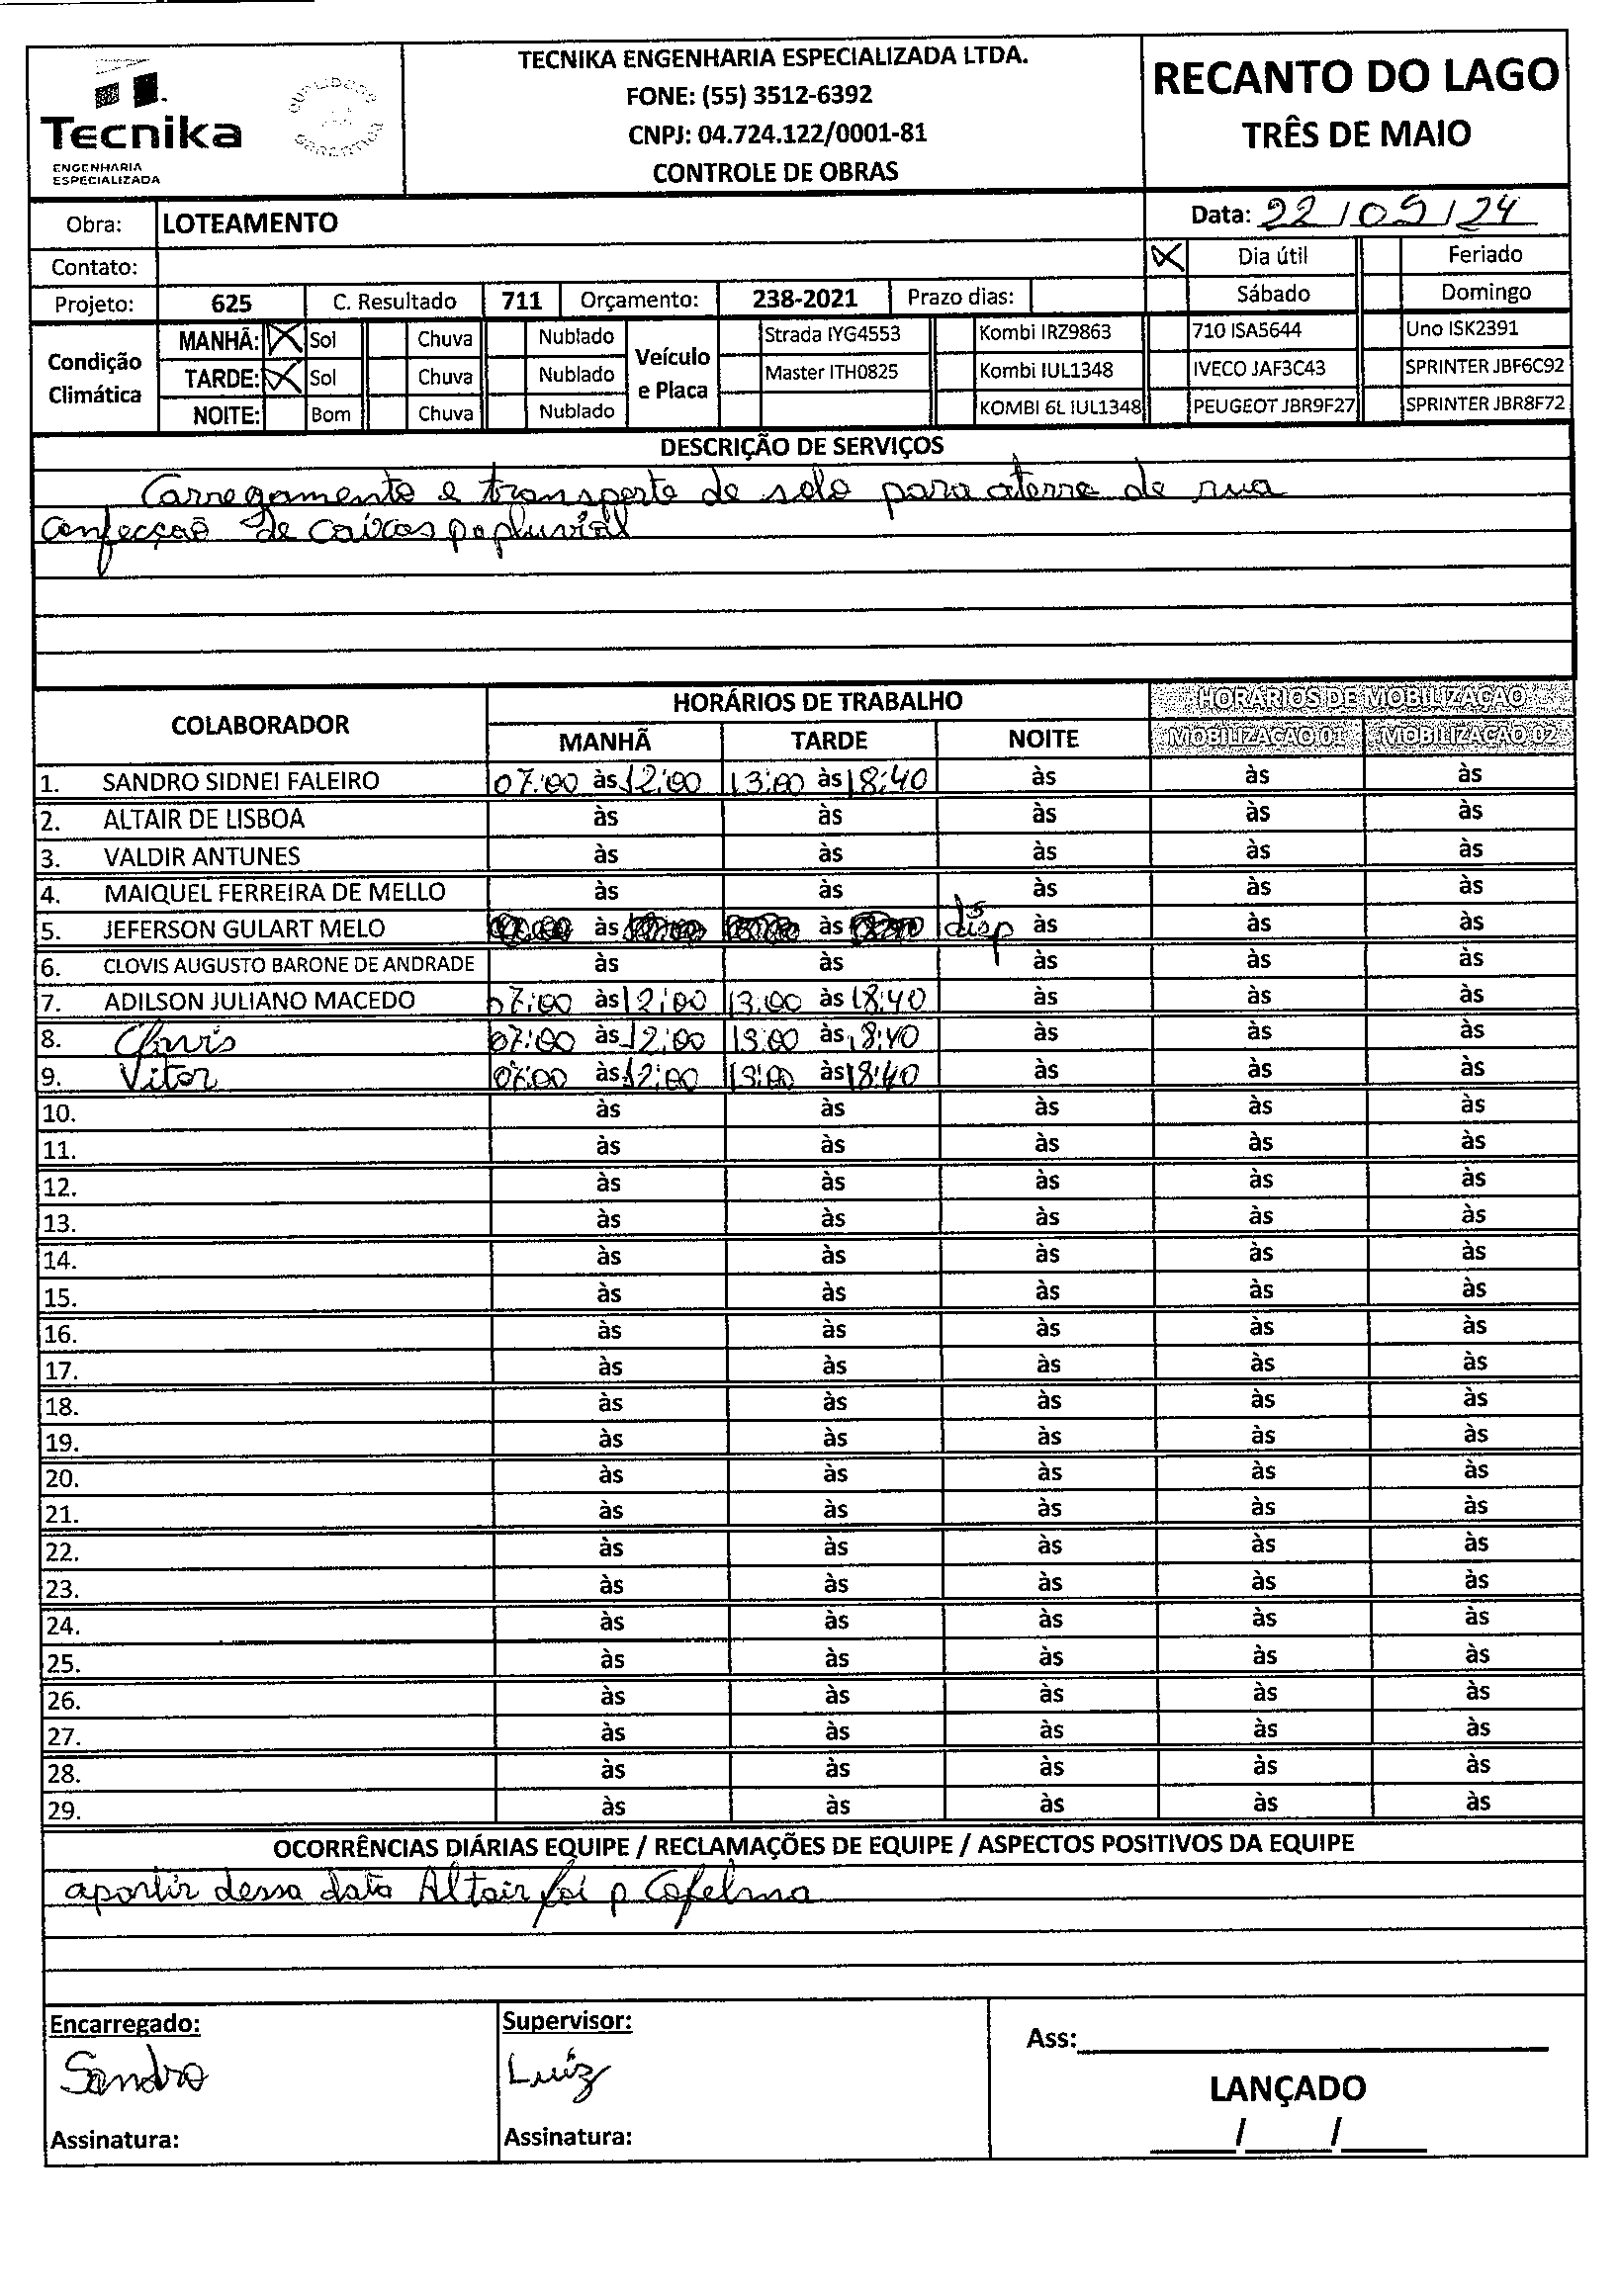 Tecnika
ENGENHARIA
ESPECIALIZADA
TECNIKA ENGENHARIA ESPECIALIZADA LTDA.
FONE: (55) 3512-6392
CNPJ: 04.724.122/0001-81
CONTROLE DE OBRAS
RECANTO DO LAGO
TRÊS DE MAIO
Obra: LOTEAMENTO
Data: 22/05/24
Contato:
X Dia útil Feriado
Sábado Domingo
Projeto: 625 C. Resultado 711 Orçamento: 238-2021 Prazo dias:
Condição Climática
MANHÃ: X Sol Chuva Nublado
TARDE: X Sol Chuva Nublado
NOITE: Bom Chuva Nublado
Veículo e Placa
Strada IYG4553 Kombi IRZ9863 710 ISA5644 Uno ISK2391
Master ITH0825 Kombi IUL1348 IVECO JAF3C43 SPRINTER JBF6C92
KOMBI 6L IUL1348 PEUGEOT JBR9F27 SPRINTER JBR8F72
DESCRIÇÃO DE SERVIÇOS
Carregamento e transporte de solo para aterro de rua
Confecção de caixas p pluvial
COLABORADOR HORÁRIOS DE TRABALHO HORÁRIOS DE MOBILIZAÇÃO
MANHÃ TARDE NOITE MOBILIZAÇÃO 01 MOBILIZAÇÃO 02
1. SANDRO SIDNEI FALEIRO 07:00 às 12:00 13:00 às 18:40 às às às
2. ALTAIR DE LISBOA às às às às às
3. VALDIR ANTUNES às às às às às
4. MAIQUEL FERREIRA DE MELLO às às às às às
5. JEFERSON GULART MELO às às disp às às às
6. CLOVIS AUGUSTO BARONE DE ANDRADE às às às às às
7. ADILSON JULIANO MACEDO 07:00 às 12:00 13:00 às 18:40 às às às
8. Clovis 07:00 às 12:00 13:00 às 18:40 às às às
9. Vitor 07:00 às 12:00 13:00 às 18:40 às às às
10. às às às às às
11. às às às às às
12. às às às às às
13. às às às às às
14. às às às às às
15. às às às às às
16. às às às às às
17. às às às às às
18. às às às às às
19. às às às às às
20. às às às às às
21. às às às às às
22. às às às às às
23. às às às às às
24. às às às às às
25. às às às às às
26. às às às às às
27. às às às às às
28. às às às às às
29. às às às às às
OCORRÊNCIAS DIÁRIAS EQUIPE / RECLAMAÇÕES DE EQUIPE / ASPECTOS POSITIVOS DA EQUIPE
apartir dessa data Altair foi p
Encarregado: Supervisor: Ass:
Sandro Luiz
LANÇADO
Assinatura: Assinatura: / /